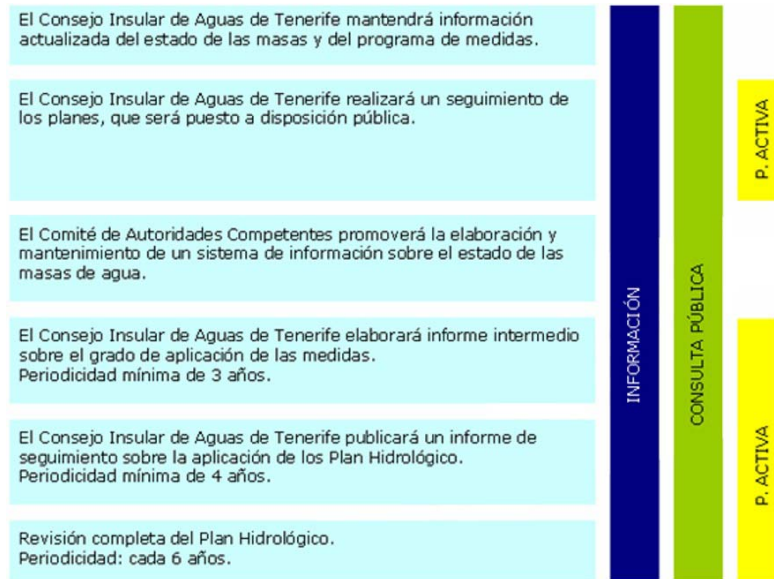 El Consejo Insular de Aguas de Tenerife mantendrá información
actualizada del estado de las masas y del programa de medidas.
El Consejo Insular de Aguas de Tenerife realizará un seguimiento de
los planes, que será puesto a disposición pública.
El Comité de Autoridades Competentes promoverá la elaboración y
mantenimiento de un sistema de información sobre el estado de las
masas de agua.
El Consejo Insular de Aguas de Tenerife elaborará informe intermedio
sobre el grado de aplicación de las medidas.
Periodicidad mínima de 3 años.
El Consejo Insular de Aguas de Tenerife publicará un informe de
seguimiento sobre la aplicación de los Plan Hidrológico.
Periodicidad mínima de 4 años.
Revisión completa del Plan Hidrológico.
Periodicidad: cada 6 años.
INFORMACIÓN
CONSULTA PÚBLICA
P. ACTIVA
P. ACTIVA